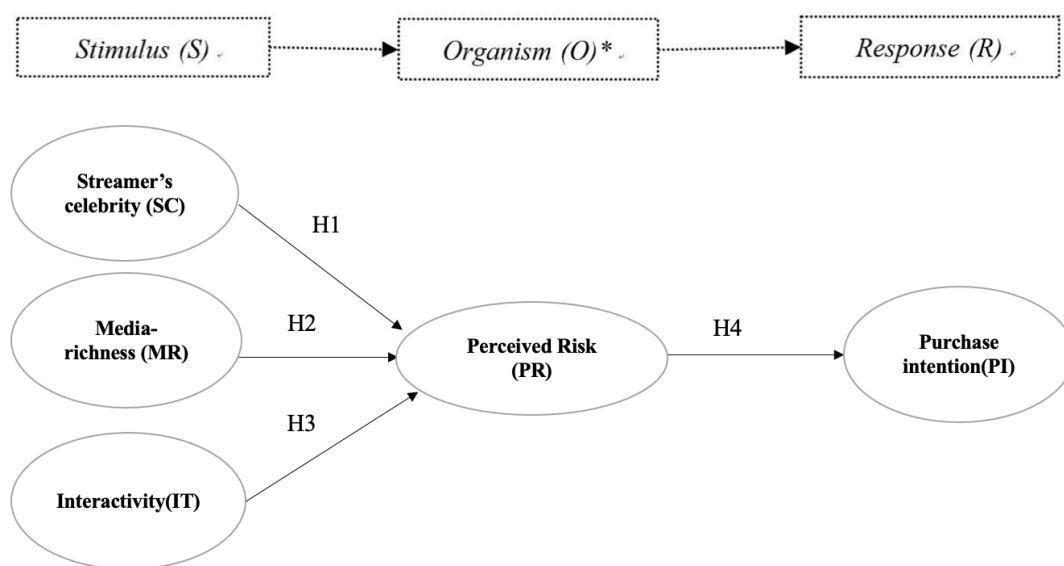 Stimulus (S)
Organism (O)*
Response (R)
Streamer’s
celebrity (SC)
H1
Media-
richness (MR)
H2
Perceived Risk
(PR)
H4
Purchase
intention(PI)
H3
Interactivity(IT)